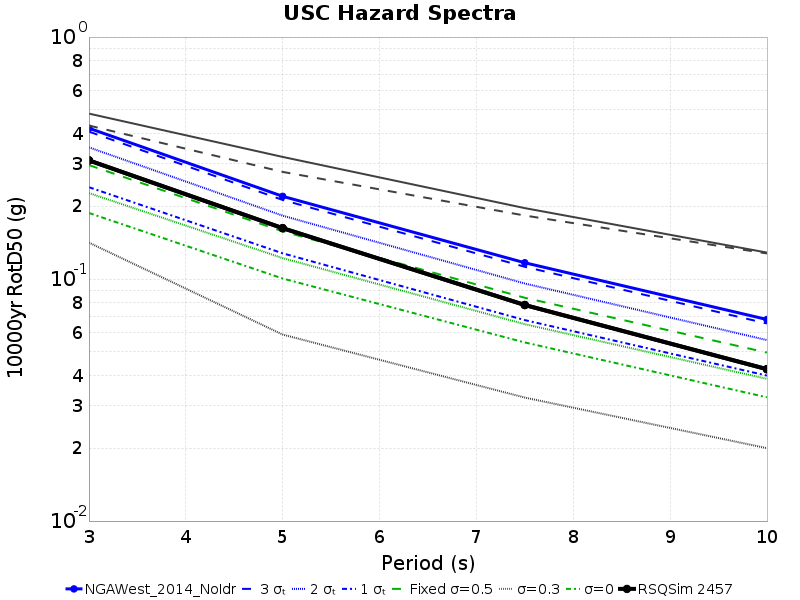 USC Hazard Spectra
10⁰
8
6
4
3
2
10⁻¹
8
6
4
3
2
10⁻²
10000yr RotD50 (g)
3 4 5 6 7 8 9 10
Period (s)
NGAWest_2014_NoIdr 3 σₜ 2 σₜ 1 σₜ Fixed σ=0.5 σ=0.3 σ=0 RSQSim 2457